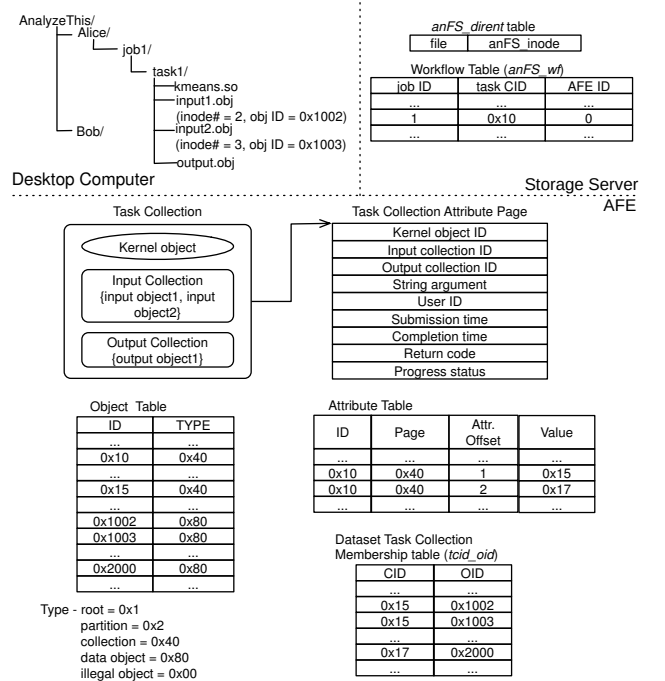 AnalyzeThis/
Alice/
job1/
task1/
kmeans.so
input1.obj
(inode# = 2, obj ID = 0x1002)
Bob/
input2.obj
(inode# = 3, obj ID = 0x1003)
output.obj
Desktop Computer
anFS_dirent table
file anFS_inode
Workflow Table (anFS_wf)
job ID task CID AFE ID
... ... ...
1 0x10 0
... ... ...
Storage Server
AFE
Task Collection
Kernel object
Input Collection
{input object1, input
object2}
Output Collection
{output object1}
Task Collection Attribute Page
Kernel object ID
Input collection ID
Output collection ID
String argument
User ID
Submission time
Completion time
Return code
Progress status
Object Table
ID TYPE
... ...
0x10 0x40
... ...
0x15 0x40
... ...
0x1002 0x80
0x1003 0x80
... ...
0x2000 0x80
... ...
Type - root = 0x1
partition = 0x2
collection = 0x40
data object = 0x80
illegal object = 0x00
Attribute Table
ID Page Attr. Offset Value
... ... ... ...
0x10 0x40 1 0x15
0x10 0x40 2 0x17
... ... ... ...
Dataset Task Collection
Membership table (tcid_oid)
CID OID
... ...
0x15 0x1002
0x15 0x1003
... ...
0x17 0x2000
... ...